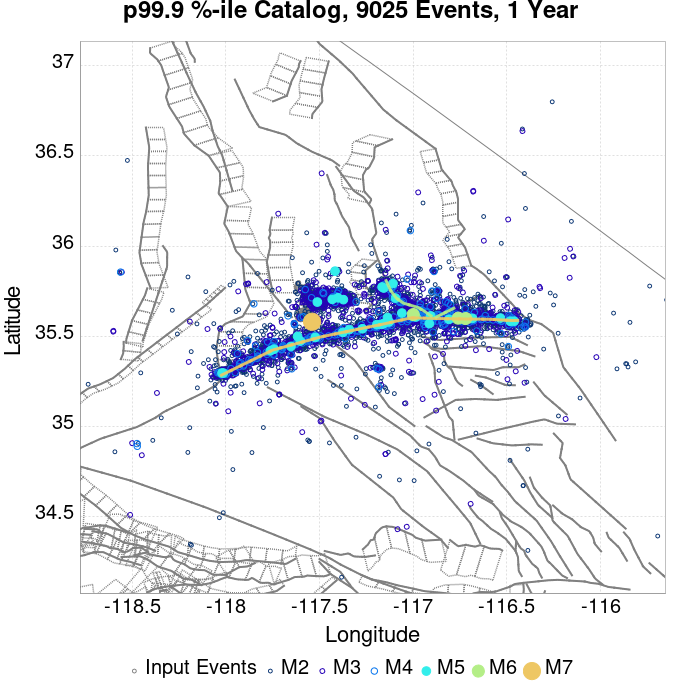 p99.9 %-ile Catalog, 9025 Events, 1 Year
37
36.5
36
35.5
35
34.5
Latitude
-118.5 -118 -117.5 -117 -116.5 -116
Longitude
Input Events M2 M3 M4 M5 M6 M7